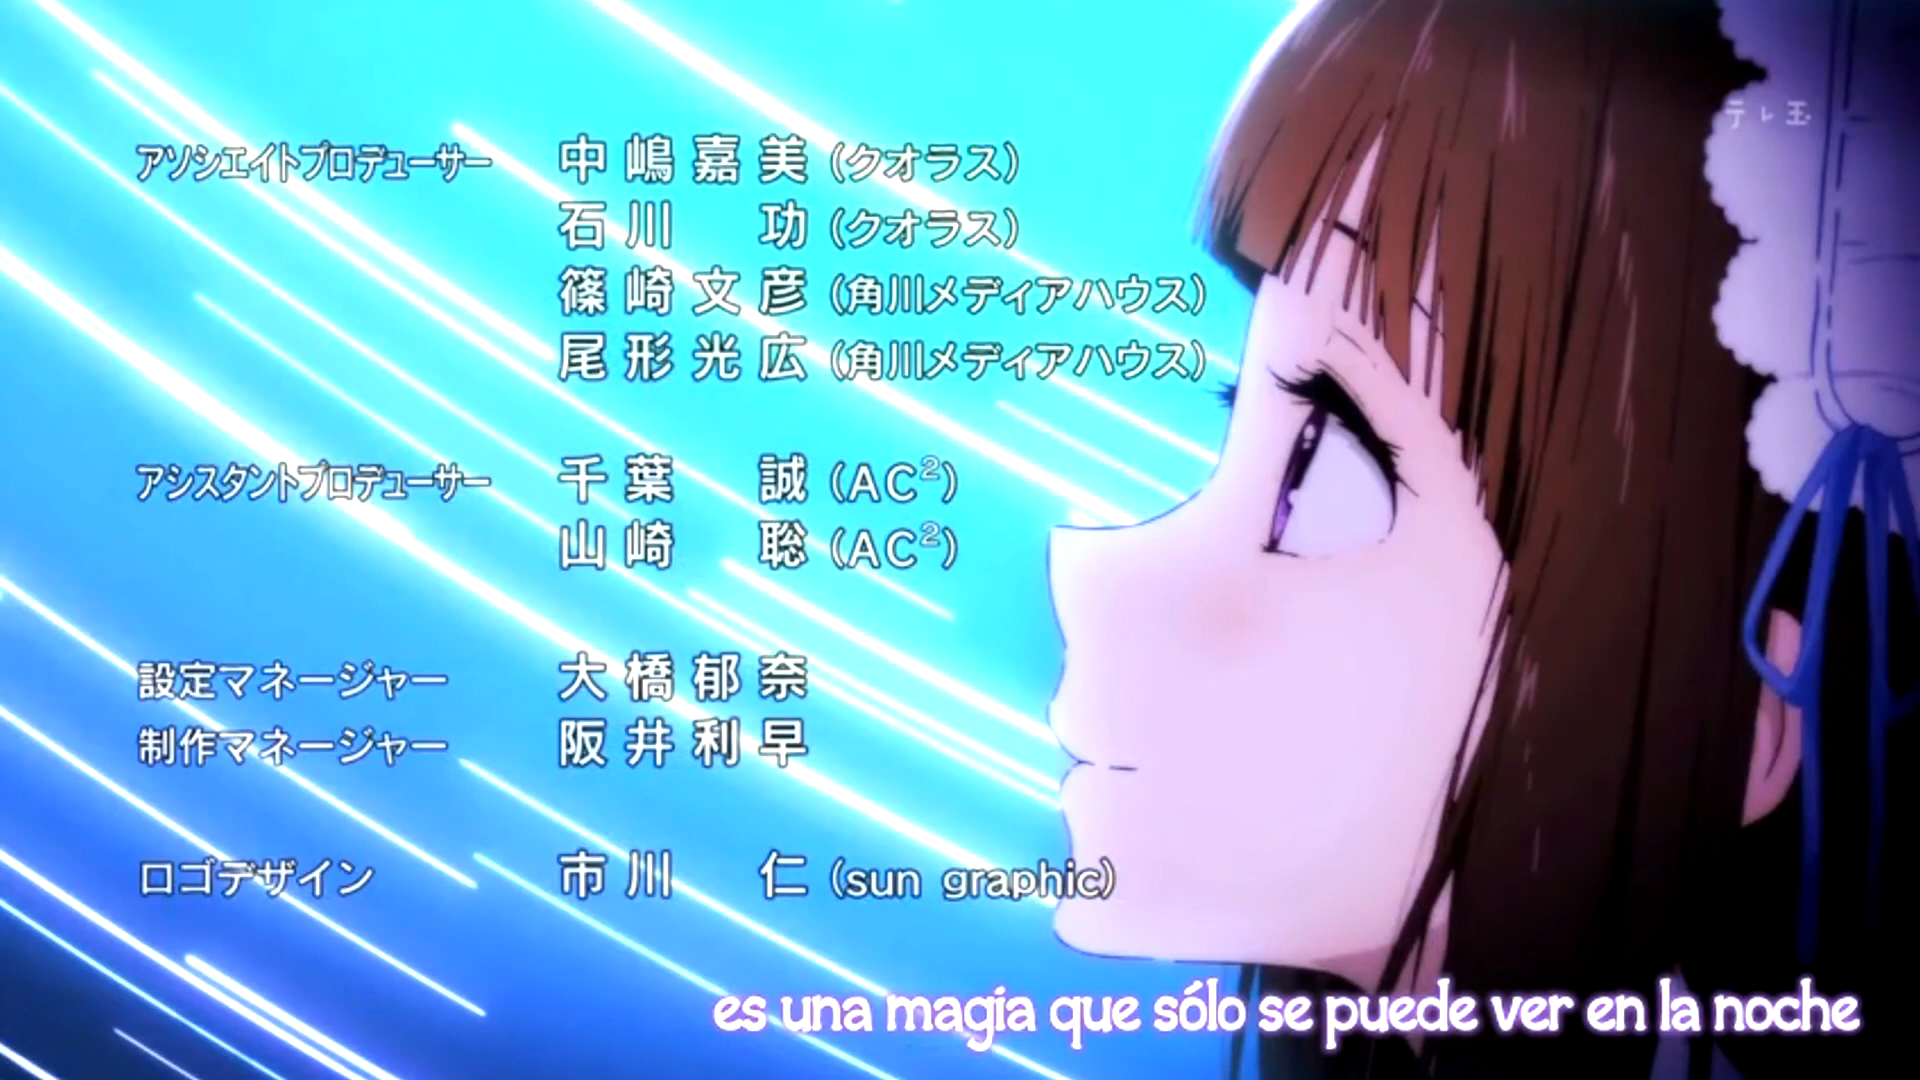 テレ玉
アソシエイトプロデューサー 中嶋嘉美(クオラス)
石川 功(クオラス)
篠崎文彦(角川メディアハウス)
尾形光広(角川メディアハウス)
アシスタントプロデューサー 千葉 誠(AC²)
山崎 聡(AC²)
設定マネージャー 大橋郁奈
制作マネージャー 阪井利早
ロゴデザイン 市川 仁(sun graphic)
es una magia que sólo se puede ver en la noche